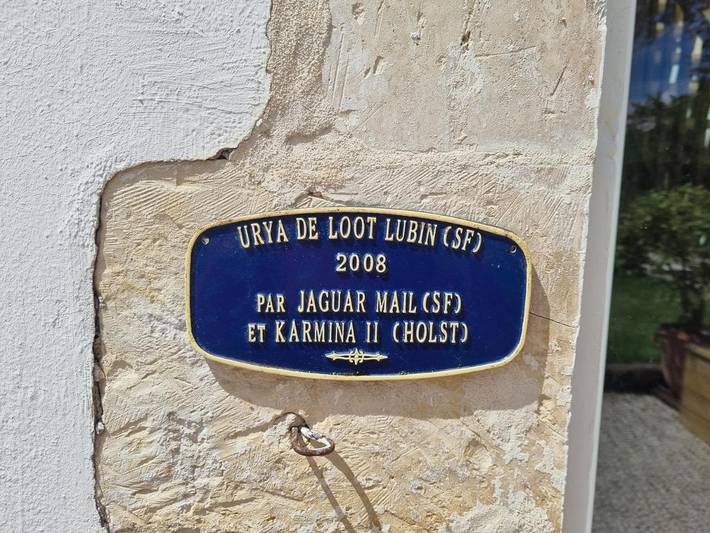 URYA DE LOOT LUBIN (SF)
2008
PAR JAGUAR MAIL (SF)
ET KARMINA II (HOLST)